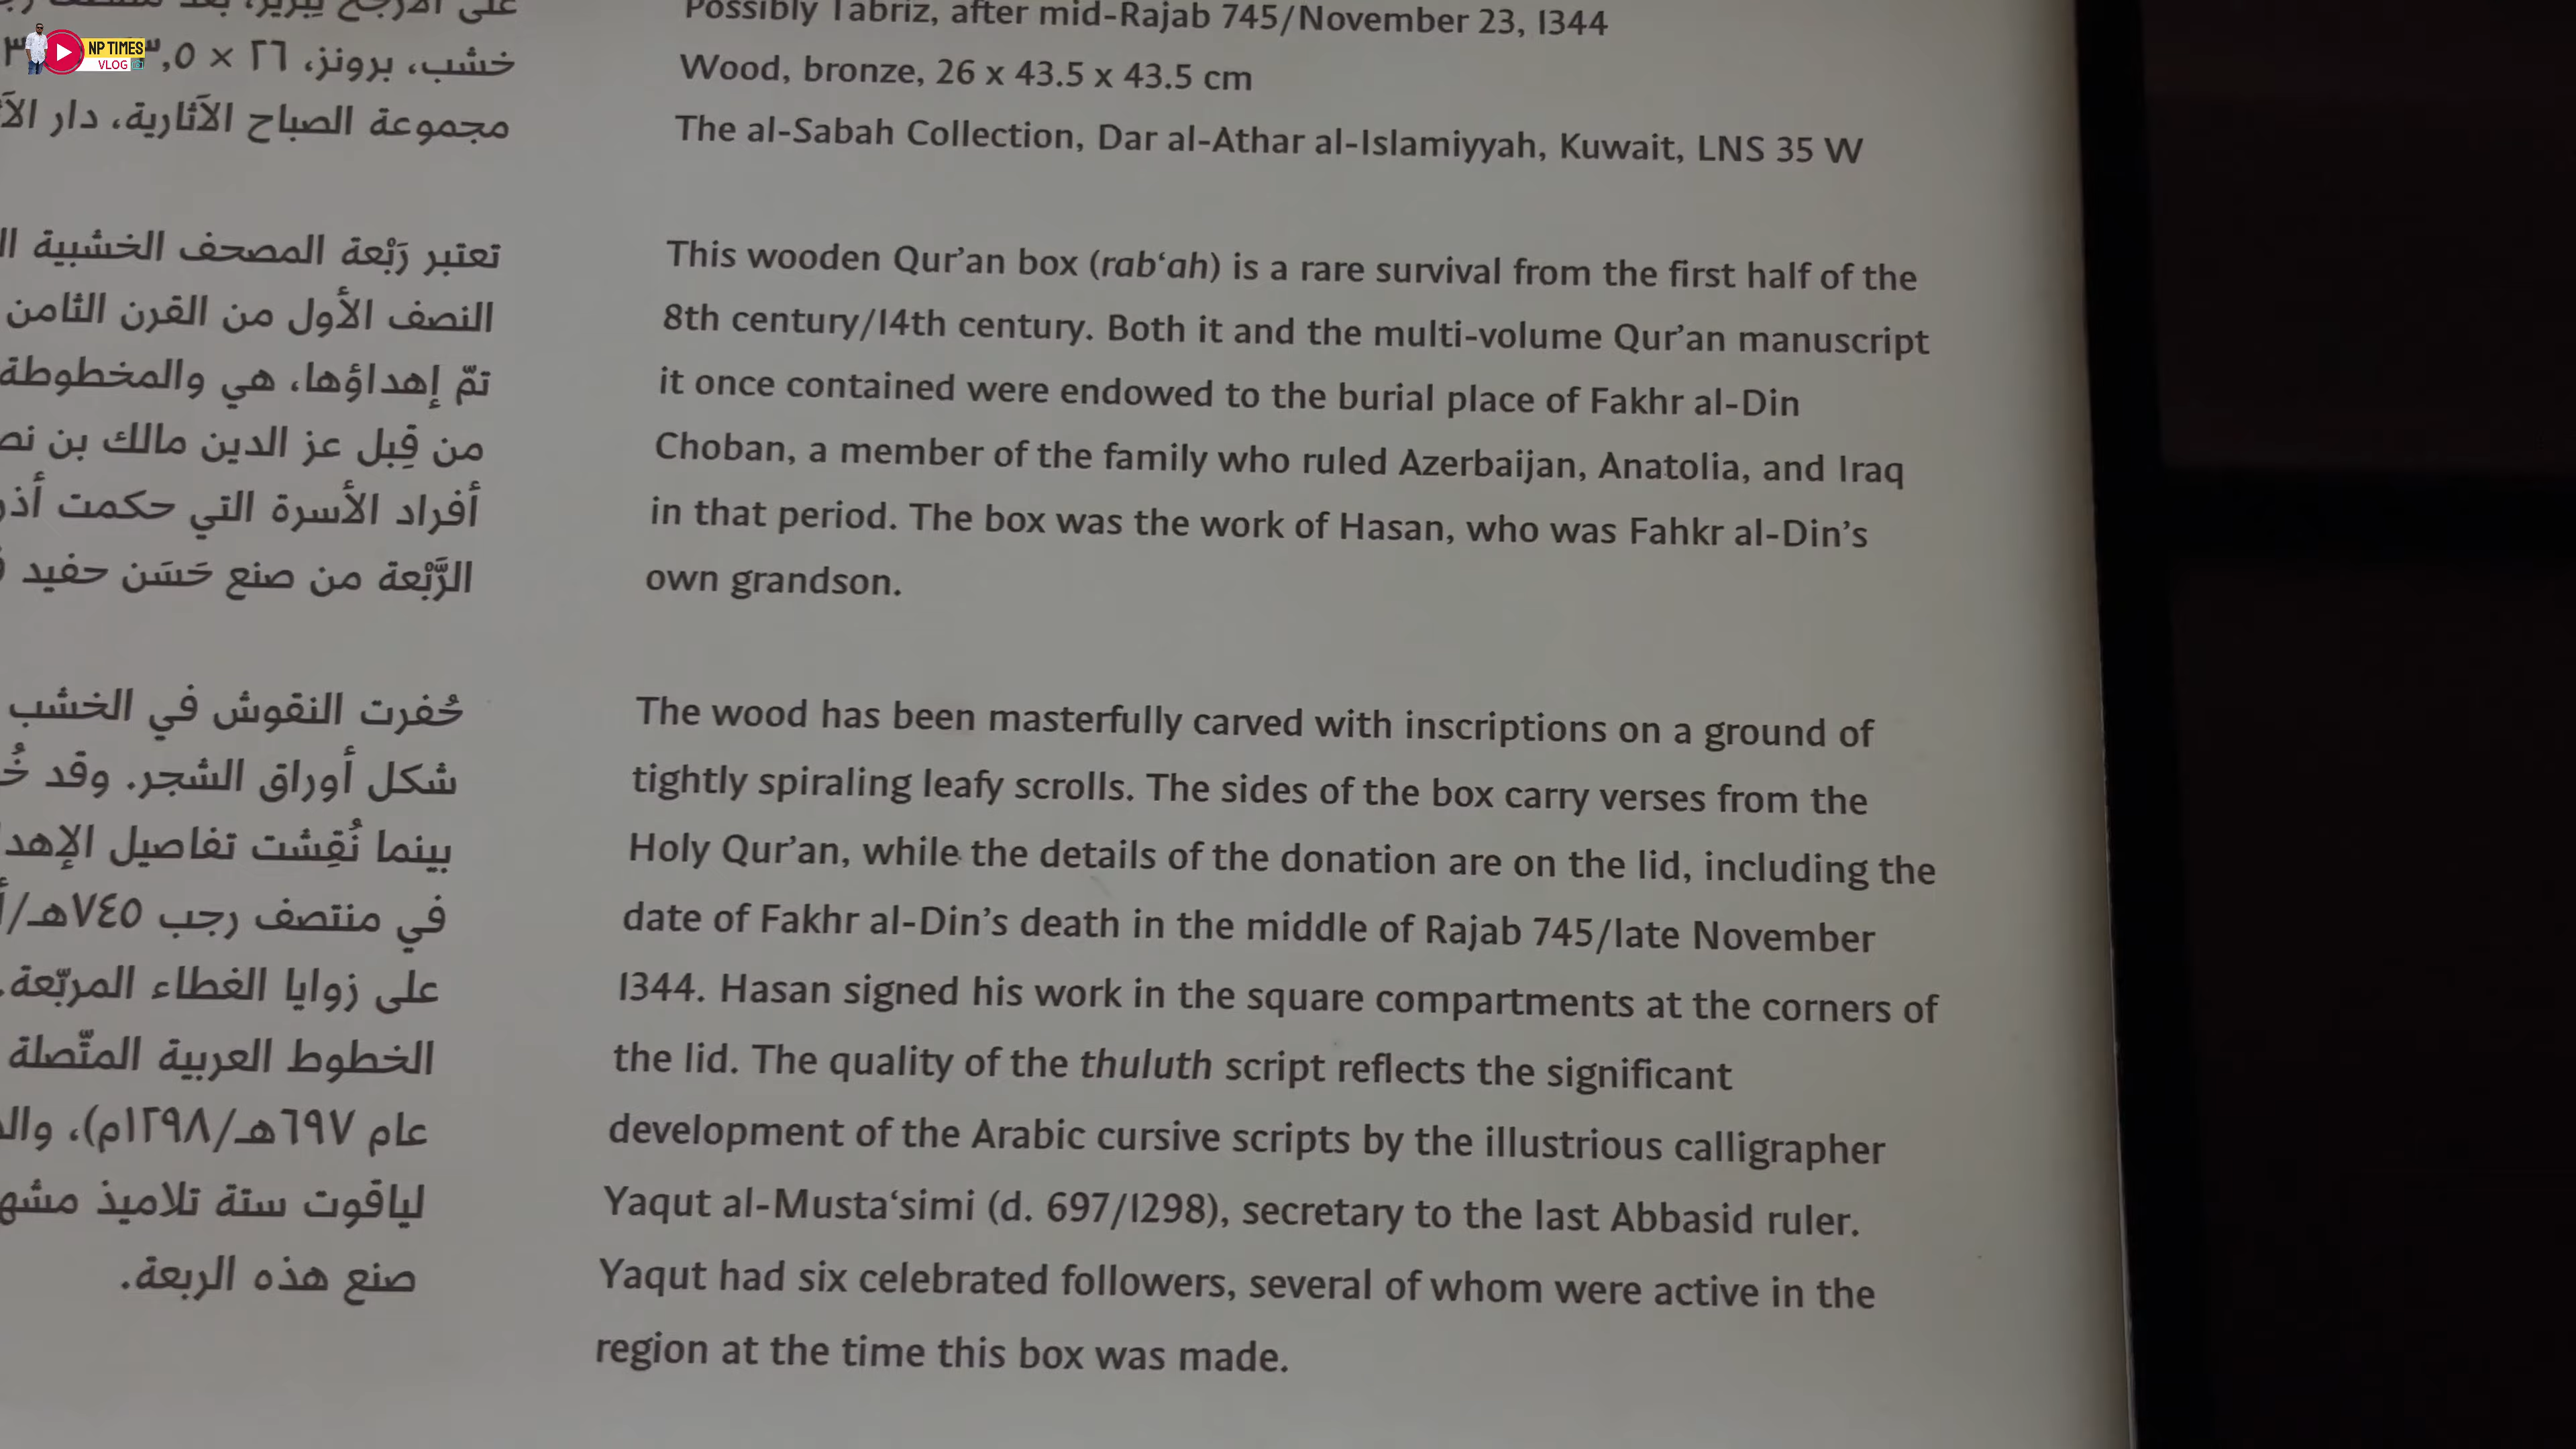 NP TIMES
VLOG
Possibly Tabriz, after mid-Rajab 745/November 23, 1344
Wood, bronze, 26 x 43.5 x 43.5 cm
The al-Sabah Collection, Dar al-Athar al-Islamiyyah, Kuwait, LNS 35 W
This wooden Qur’an box (rab‘ah) is a rare survival from the first half of the
8th century/14th century. Both it and the multi-volume Qur’an manuscript
it once contained were endowed to the burial place of Fakhr al-Din
Choban, a member of the family who ruled Azerbaijan, Anatolia, and Iraq
in that period. The box was the work of Hasan, who was Fahkr al-Din’s
own grandson.
The wood has been masterfully carved with inscriptions on a ground of
tightly spiraling leafy scrolls. The sides of the box carry verses from the
Holy Qur’an, while the details of the donation are on the lid, including the
date of Fakhr al-Din’s death in the middle of Rajab 745/late November
1344. Hasan signed his work in the square compartments at the corners of
the lid. The quality of the thuluth script reflects the significant
development of the Arabic cursive scripts by the illustrious calligrapher
Yaqut al-Musta‘simi (d. 697/1298), secretary to the last Abbasid ruler.
Yaqut had six celebrated followers, several of whom were active in the
region at the time this box was made.
خشب، برونز، ٢٦ ×
مجموعة الصباح الآثارية، دار
تعتبر رَبْعة المصحف الخشبية
النصف الأول من القرن الثامن
تمّ إهداؤها، هي والمخطوطة
من قِبل عز الدين مالك بن
أفراد الأسرة التي حكمت
الرَّبْعة من صنع حَسَن حفيد
حُفرت النقوش في الخشب
شكل أوراق الشجر. وقد
بينما نُقِشت تفاصيل
في منتصف رجب ٧٤٥هـ/
على زوايا الغطاء المربّعة.
الخطوط العربية المتّصلة
عام ٦٩٧هـ/١٢٩٨م)،
لياقوت ستة تلاميذ
صنع هذه الربعة.